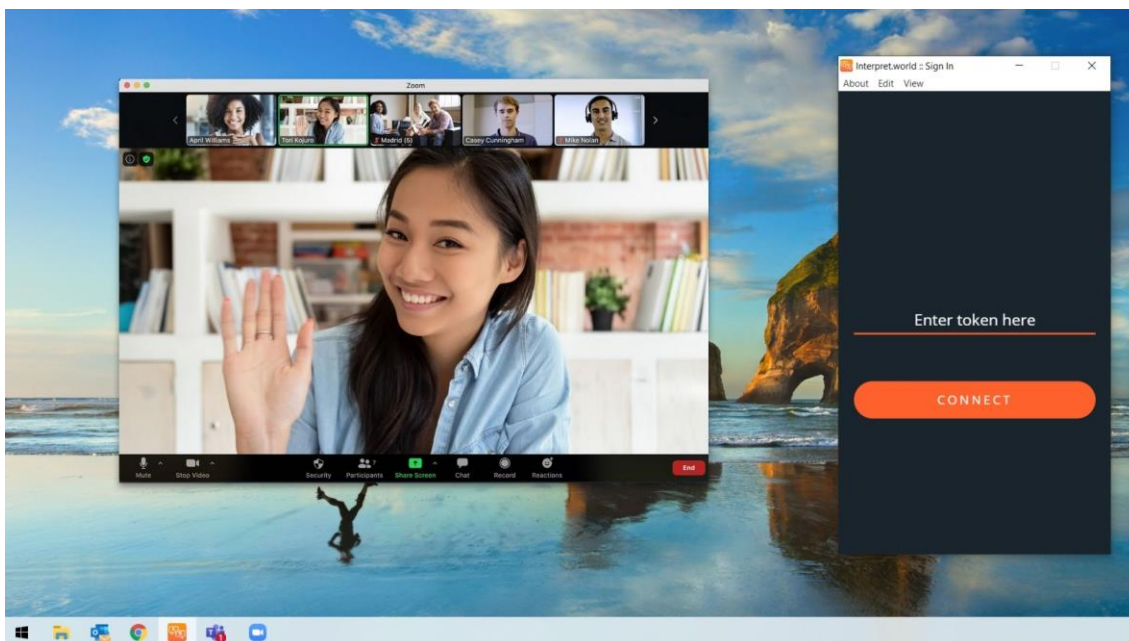 Zoom
April Williams
Tori Kojuro
Madrid (5)
Casey Cunningham
Mike Nolan
Mute
Stop Video
Security
Participants
7
Share Screen
Chat
Record
Reactions
End
Interpret.world :: Sign In
About Edit View
Enter token here
CONNECT